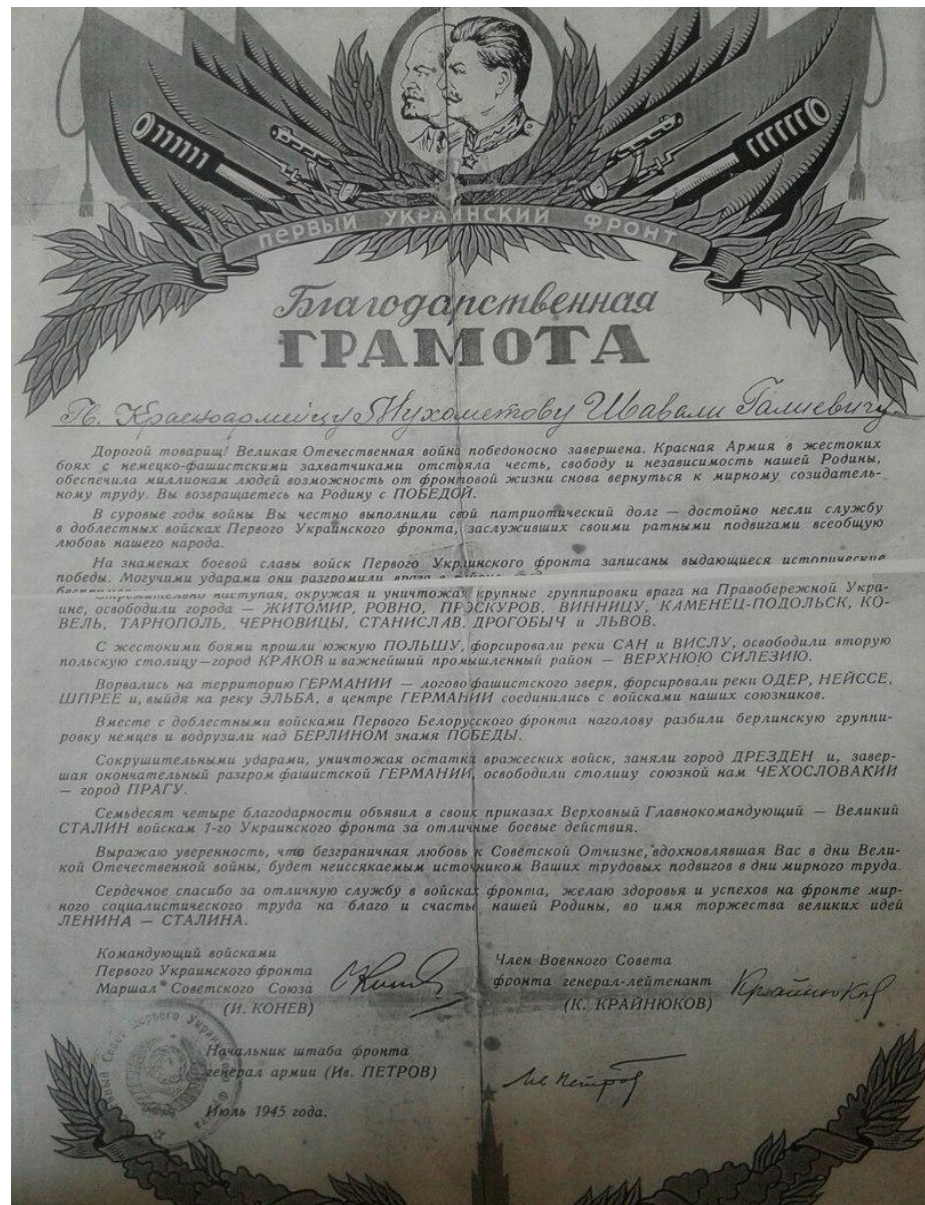 ПЕРВЫЙ УКРАИНСКИЙ ФРОНТ
Благодарственная
ГРАМОТА
Гв. Красноармейцу Мухаметову Шавали Галиевичу.
Дорогой товарищ! Великая Отечественная война победоносно завершена. Красная Армия в жестоких
боях с немецко-фашистскими захватчиками отстояла честь, свободу и независимость нашей Родины,
обеспечила миллионам людей возможность от фронтовой жизни снова вернуться к мирному созидатель-
ному труду. Вы возвращаетесь на Родину с ПОБЕДОЙ.
В суровые годы войны Вы честно выполнили свой патриотический долг — достойно несли службу
в доблестных войсках Первого Украинского фронта, заслуживших своими ратными подвигами всеобщую
любовь нашего народа.
На знаменах боевой славы войск Первого Украинского фронта записаны выдающиеся исторические
победы. Могучими ударами они разгромили врага в
наступая, окружая и уничтожая крупные группировки врага на Правобережной Укра-
ине, освободили города — ЖИТОМИР, РОВНО, ПРОСКУРОВ, ВИННИЦУ, КАМЕНЕЦ-ПОДОЛЬСК, КО-
ВЕЛЬ, ТАРНОПОЛЬ, ЧЕРНОВИЦЫ, СТАНИСЛАВ, ДРОГОБЫЧ и ЛЬВОВ.
С жестокими боями прошли южную ПОЛЬШУ, форсировали реки САН и ВИСЛУ, освободили вторую
польскую столицу — город КРАКОВ и важнейший промышленный район — ВЕРХНЮЮ СИЛЕЗИЮ.
Ворвались на территорию ГЕРМАНИИ — логово фашистского зверя, форсировали реки ОДЕР, НЕЙССЕ,
ШПРЕЕ и, выйдя на реку ЭЛЬБА, в центре ГЕРМАНИИ соединились с войсками наших союзников.
Вместе с доблестными войсками Первого Белорусского фронта наголову разбили берлинскую группи-
ровку немцев и водрузили над БЕРЛИНОМ знамя ПОБЕДЫ.
Сокрушительными ударами, уничтожая остатки вражеских войск, заняли город ДРЕЗДЕН и, завер-
шая окончательный разгром фашистской ГЕРМАНИИ, освободили столицу союзной нам ЧЕХОСЛОВАКИИ
— город ПРАГУ.
Семьдесят четыре благодарности объявил в своих приказах Верховный Главнокомандующий — Великий
СТАЛИН войскам 1-го Украинского фронта за отличные боевые действия.
Выражаю уверенность, что безграничная любовь к Советской Отчизне, вдохновлявшая Вас в дни Вели-
кой Отечественной войны, будет неиссякаемым источником Ваших трудовых подвигов в дни мирного труда.
Сердечное спасибо за отличную службу в войсках фронта, желаю здоровья и успехов на фронте мир-
ного социалистического труда на благо и счастье нашей Родины, во имя торжества великих идей
ЛЕНИНА — СТАЛИНА.
Командующий войсками
Первого Украинского фронта
Маршал Советского Союза
(И. КОНЕВ)
Член Военного Совета
фронта генерал-лейтенант
(К. КРАЙНЮКОВ)
Крайнюков
Начальник штаба фронта
генерал армии (Ив. ПЕТРОВ)
Ив Петров
Июль 1945 года.